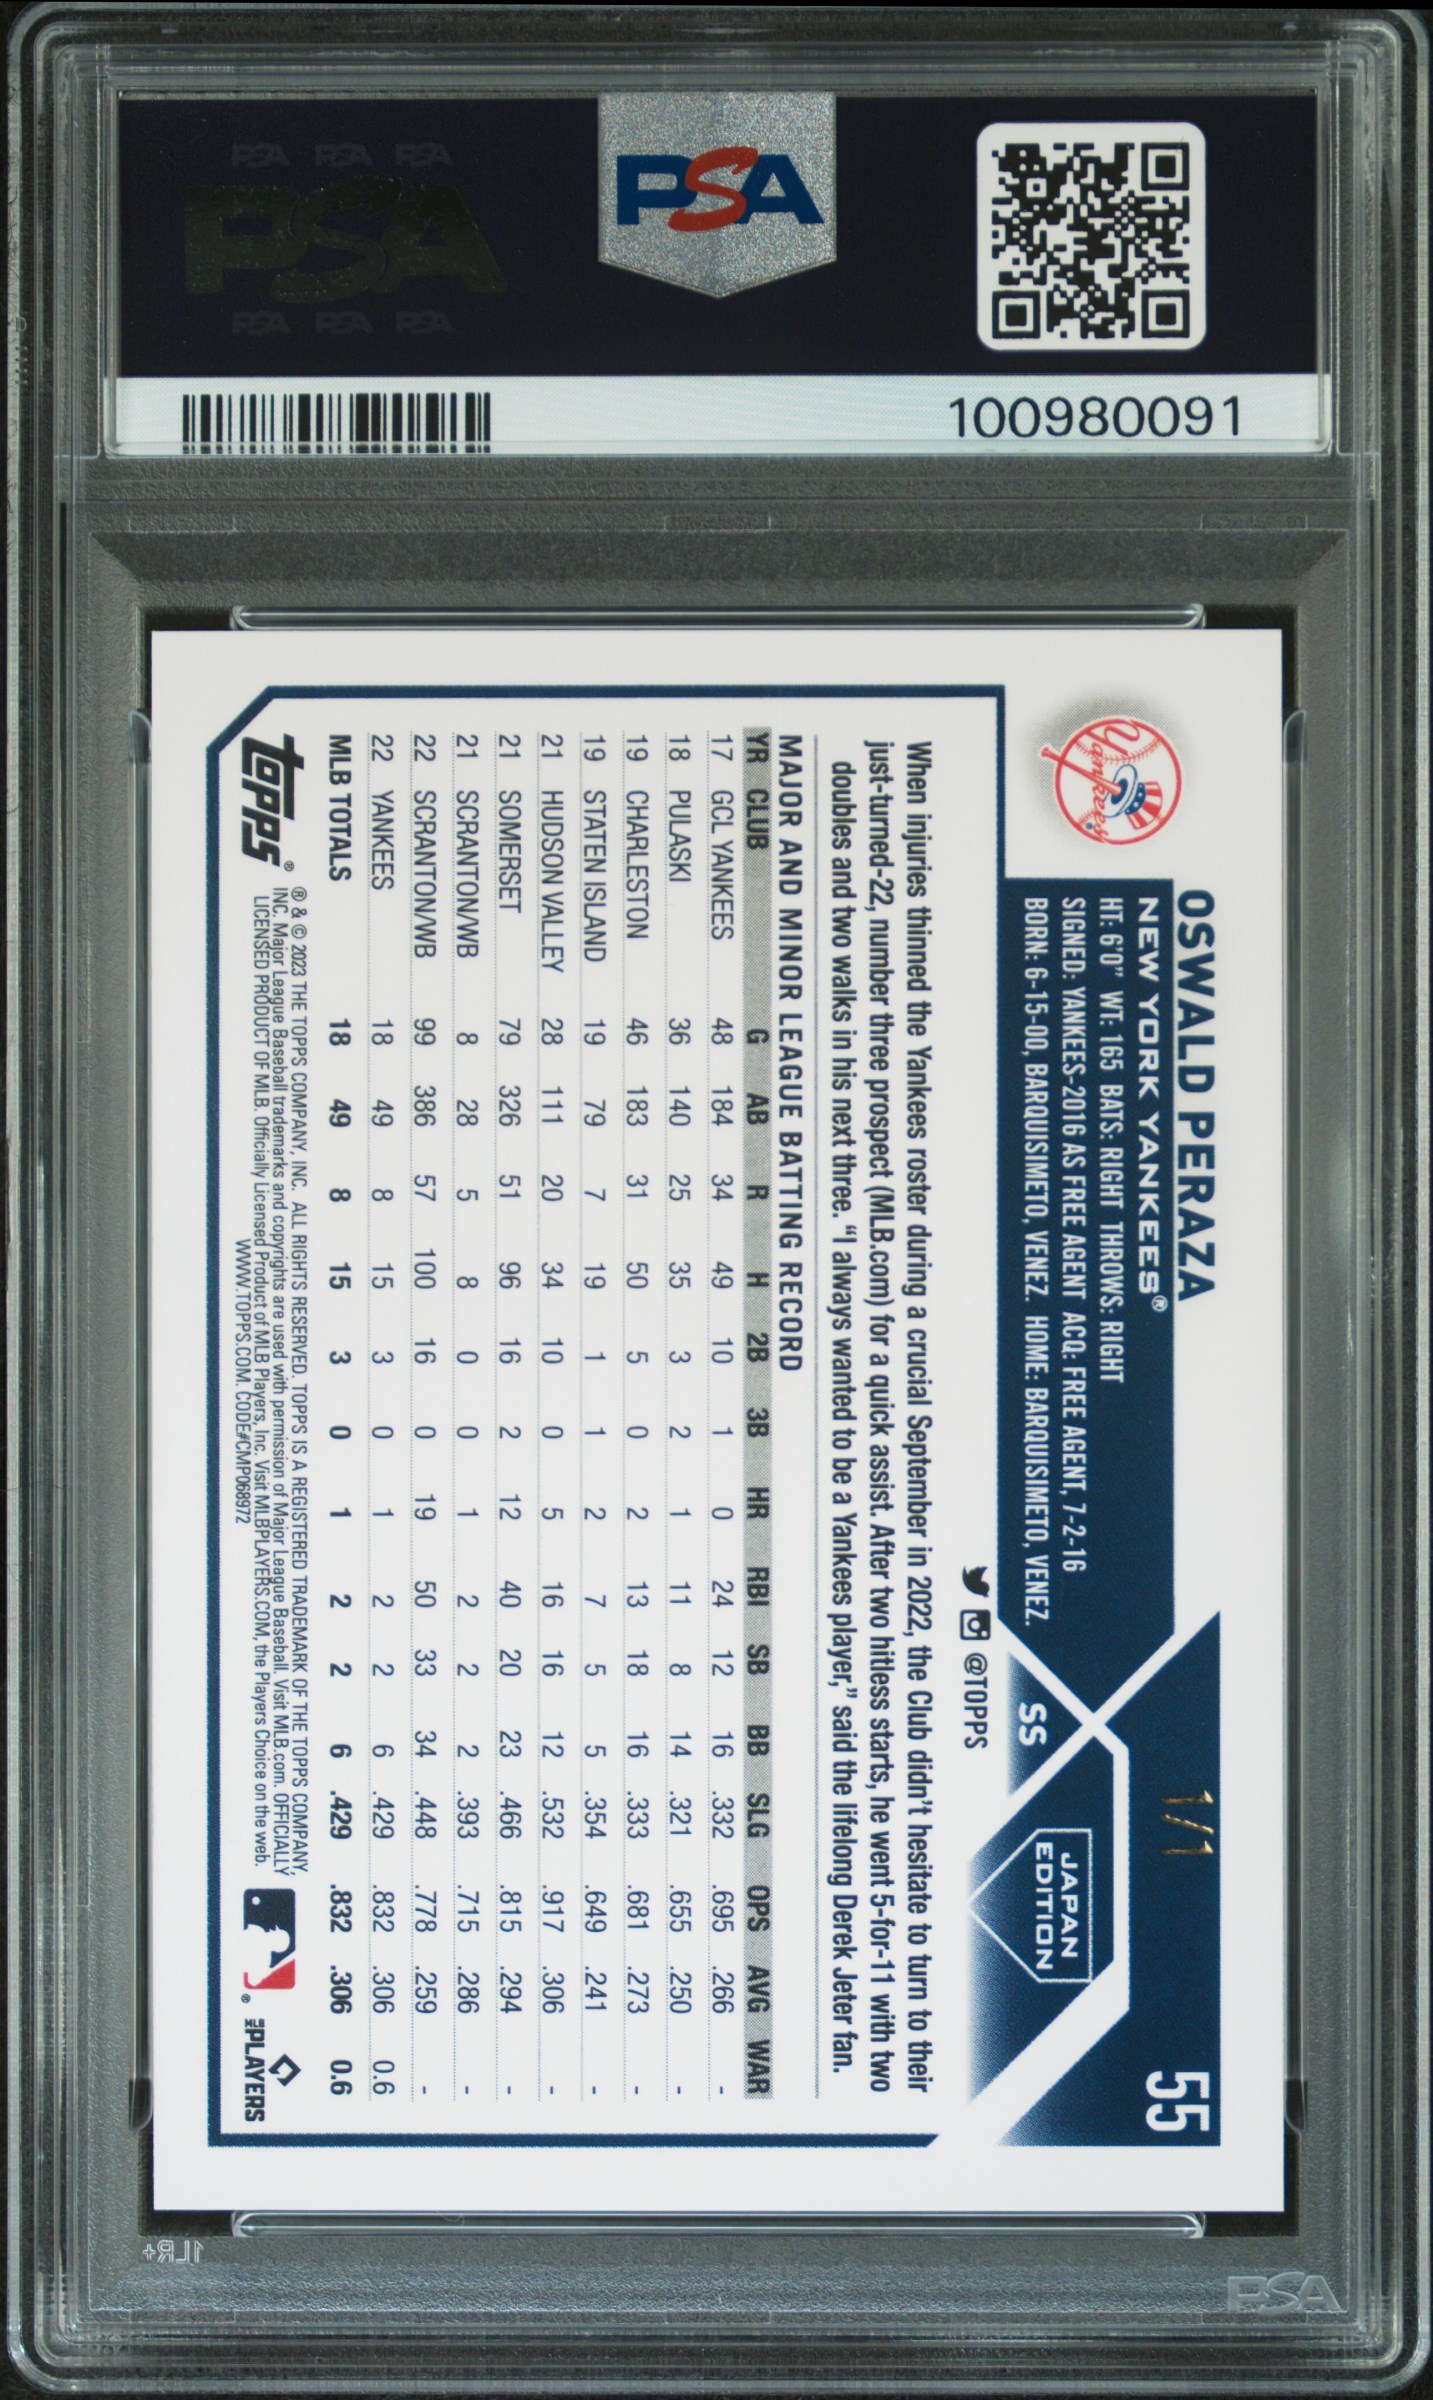 PSA PSA PSA
PSA
PSA PSA PSA
PSA
100980091
Yankees
OSWALD PERAZA
NEW YORK YANKEES®
HT: 6'0" WT: 165 BATS: RIGHT THROWS: RIGHT
SIGNED: YANKEES-2016 AS FREE AGENT ACQ: FREE AGENT, 7-2-16
BORN: 6-15-00, BARQUISIMETO, VENEZ. HOME: BARQUISIMETO, VENEZ.
1/1
55
SS
JAPAN
EDITION
@TOPPS
When injuries thinned the Yankees roster during a crucial September in 2022, the Club didn't hesitate to turn to their
just-turned-22, number three prospect (MLB.com) for a quick assist. After two hitless starts, he went 5-for-11 with two
doubles and two walks in his next three. "I always wanted to be a Yankees player," said the lifelong Derek Jeter fan.
MAJOR AND MINOR LEAGUE BATTING RECORD
YR CLUB G AB R H 2B 3B HR RBI SB BB SLG OPS AVG WAR
17 GCL YANKEES 48 184 34 49 10 1 0 24 12 16 .332 .695 .266 -
18 PULASKI 36 140 25 35 3 2 1 11 8 14 .321 .655 .250 -
19 CHARLESTON 46 183 31 50 5 0 2 13 18 16 .333 .681 .273 -
19 STATEN ISLAND 19 79 7 19 1 1 2 7 5 5 .354 .649 .241 -
21 HUDSON VALLEY 28 111 20 34 10 0 5 16 16 12 .532 .917 .306 -
21 SOMERSET 79 326 51 96 16 2 12 40 20 23 .466 .815 .294 -
21 SCRANTON/WB 8 28 5 8 0 0 1 2 2 2 .393 .715 .286 -
22 SCRANTON/WB 99 386 57 100 16 0 19 50 33 34 .448 .778 .259 -
22 YANKEES 18 49 8 15 3 0 1 2 2 6 .429 .832 .306 0.6
MLB TOTALS 18 49 8 15 3 0 1 2 2 6 .429 .832 .306 0.6
topps®
® & © 2023 THE TOPPS COMPANY, INC. ALL RIGHTS RESERVED. TOPPS IS A REGISTERED TRADEMARK OF THE TOPPS COMPANY,
INC. Major League Baseball trademarks and copyrights are used with permission of Major League Baseball. Visit MLB.com. OFFICIALLY
LICENSED PRODUCT OF MLB. Officially Licensed Product of MLB Players, Inc. Visit MLBPLAYERS.COM, the Players Choice on the web.
WWW.TOPPS.COM. CODE#CMP068972
MLBPLAYERS
1LR+
PSA